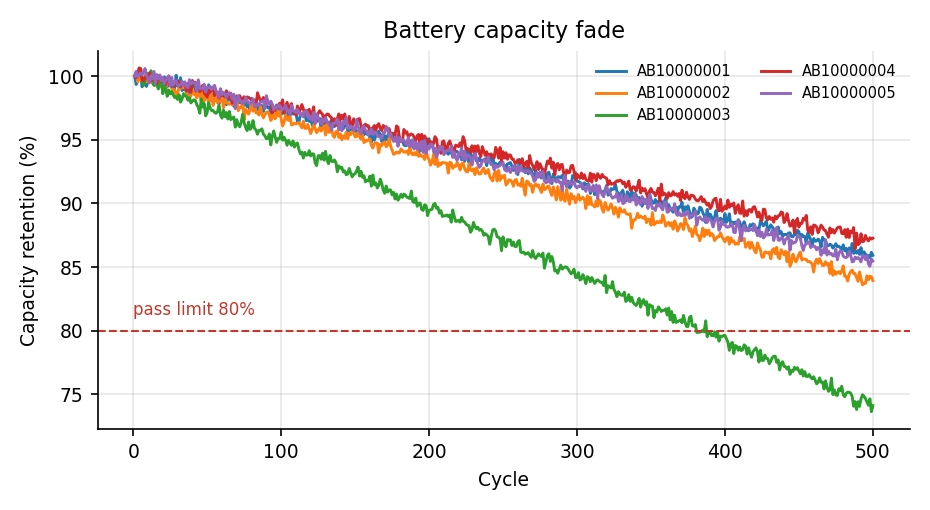 Battery capacity fade
Capacity retention (%)
100
95
90
85
80
75
AB10000001
AB10000002
AB10000003
AB10000004
AB10000005
pass limit 80%
0 100 200 300 400 500
Cycle